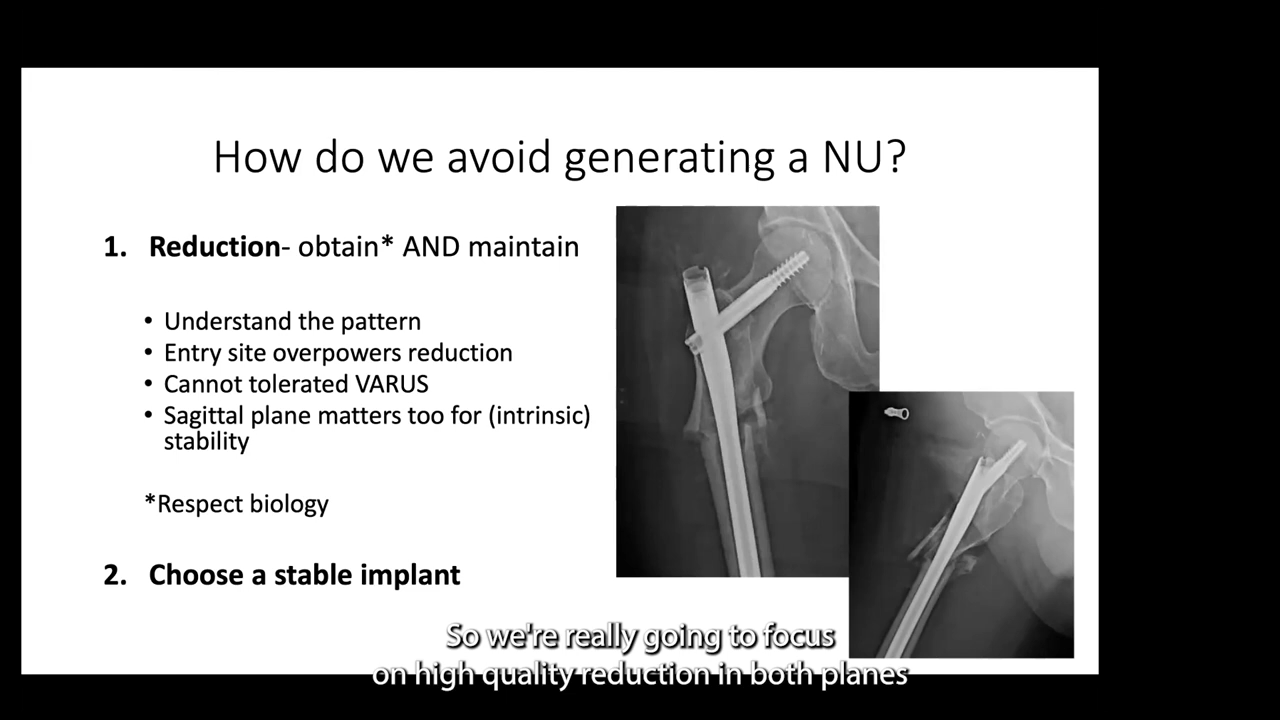 How do we avoid generating a NU?
1. Reduction- obtain* AND maintain
• Understand the pattern
• Entry site overpowers reduction
• Cannot tolerated VARUS
• Sagittal plane matters too for (intrinsic)
stability
*Respect biology
2. Choose a stable implant
So we're really going to focus
on high quality reduction in both planes